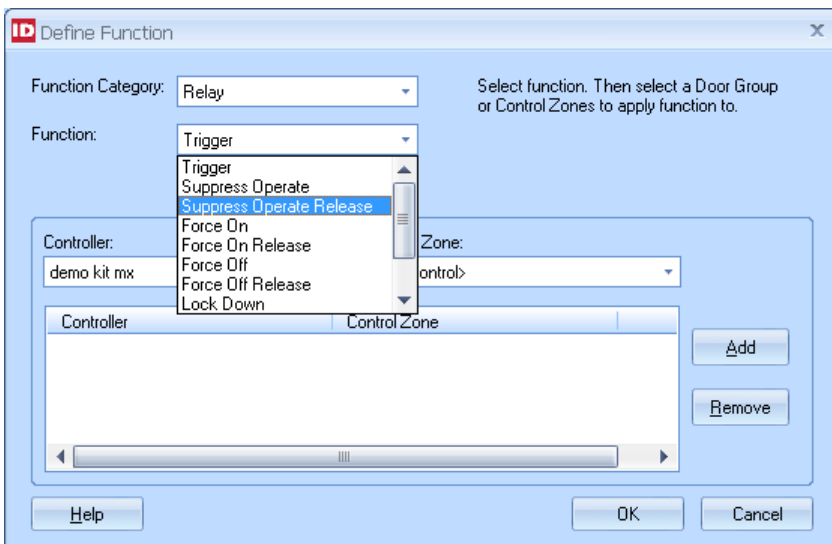 ID Define Function
Function Category: Relay
Select function. Then select a Door Group
or Control Zones to apply function to.
Function: Trigger
Trigger
Suppress Operate
Suppress Operate Release
Force On
Force On Release
Force Off
Force Off Release
Lock Down
Controller: Zone:
demo kit mx ontrol>
Controller Control Zone
Add
Remove
Help OK Cancel